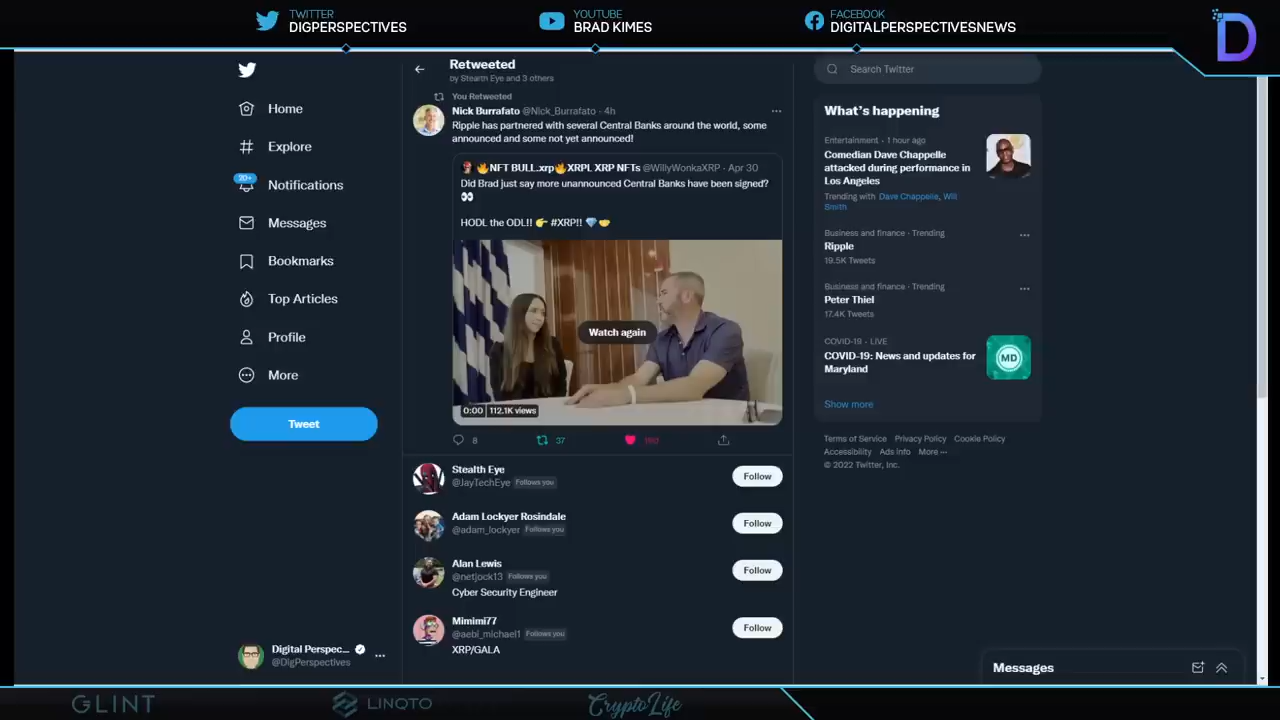 TWITTER
DIGPERSPECTIVES
YOUTUBE
BRAD KIMES
FACEBOOK
DIGITALPERSPECTIVESNEWS
D
Home
Explore
20+
Notifications
Messages
Bookmarks
Top Articles
Profile
More
Tweet
Digital Perspec...
@DigPerspectives
Retweeted
by Stearth Eye and 3 others
You Retweeted
Nick Burrafato @Nick_Burrafato · 4h
Ripple has partnered with several Central Banks around the world, some
announced and some not yet announced!
🔥NFT BULL.xrp🔥XRPL XRP NFTs @WillyWonkaXRP · Apr 30
Did Brad just say more unannounced Central Banks have been signed?
👀
HODL the ODL!! 👉 #XRP!! 💎🤝
Watch again
0:00 112.1K views
8
37
Stealth Eye
@JayTechEye Follows you
Follow
Adam Lockyer Rosindale
@adam_lockyer Follows you
Follow
Alan Lewis
@netjock13 Follows you
Follow
Cyber Security Engineer
Mimimi77
@aebi_michael1 Follows you
Follow
XRP/GALA
Search Twitter
What's happening
Entertainment · 1 hour ago
Comedian Dave Chappelle
attacked during performance in
Los Angeles
Trending with Dave Chappelle, Will
Smith
Business and finance · Trending
Ripple
19.5K Tweets
Business and finance · Trending
Peter Thiel
17.4K Tweets
COVID-19 · LIVE
COVID-19: News and updates for
Maryland
MD
Show more
Terms of Service Privacy Policy Cookie Policy
Accessibility Ads info More ···
© 2022 Twitter, Inc.
Messages
GLINT
LINQTO
CryptoLife